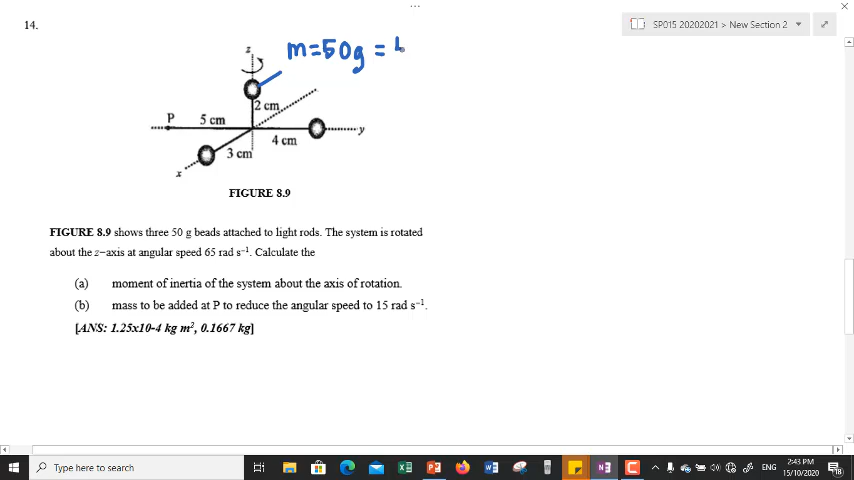 ...
14.
SP015 20202021 > New Section 2
m=50g =
z
2 cm
P
5 cm
y
4 cm
3 cm
x
FIGURE 8.9
FIGURE 8.9 shows three 50 g beads attached to light rods. The system is rotated
about the z–axis at angular speed 65 rad s⁻¹. Calculate the
(a) moment of inertia of the system about the axis of rotation.
(b) mass to be added at P to reduce the angular speed to 15 rad s⁻¹.
[ANS: 1.25x10-4 kg m², 0.1667 kg]
Type here to search
ENG
2:43 PM
15/10/2020
18